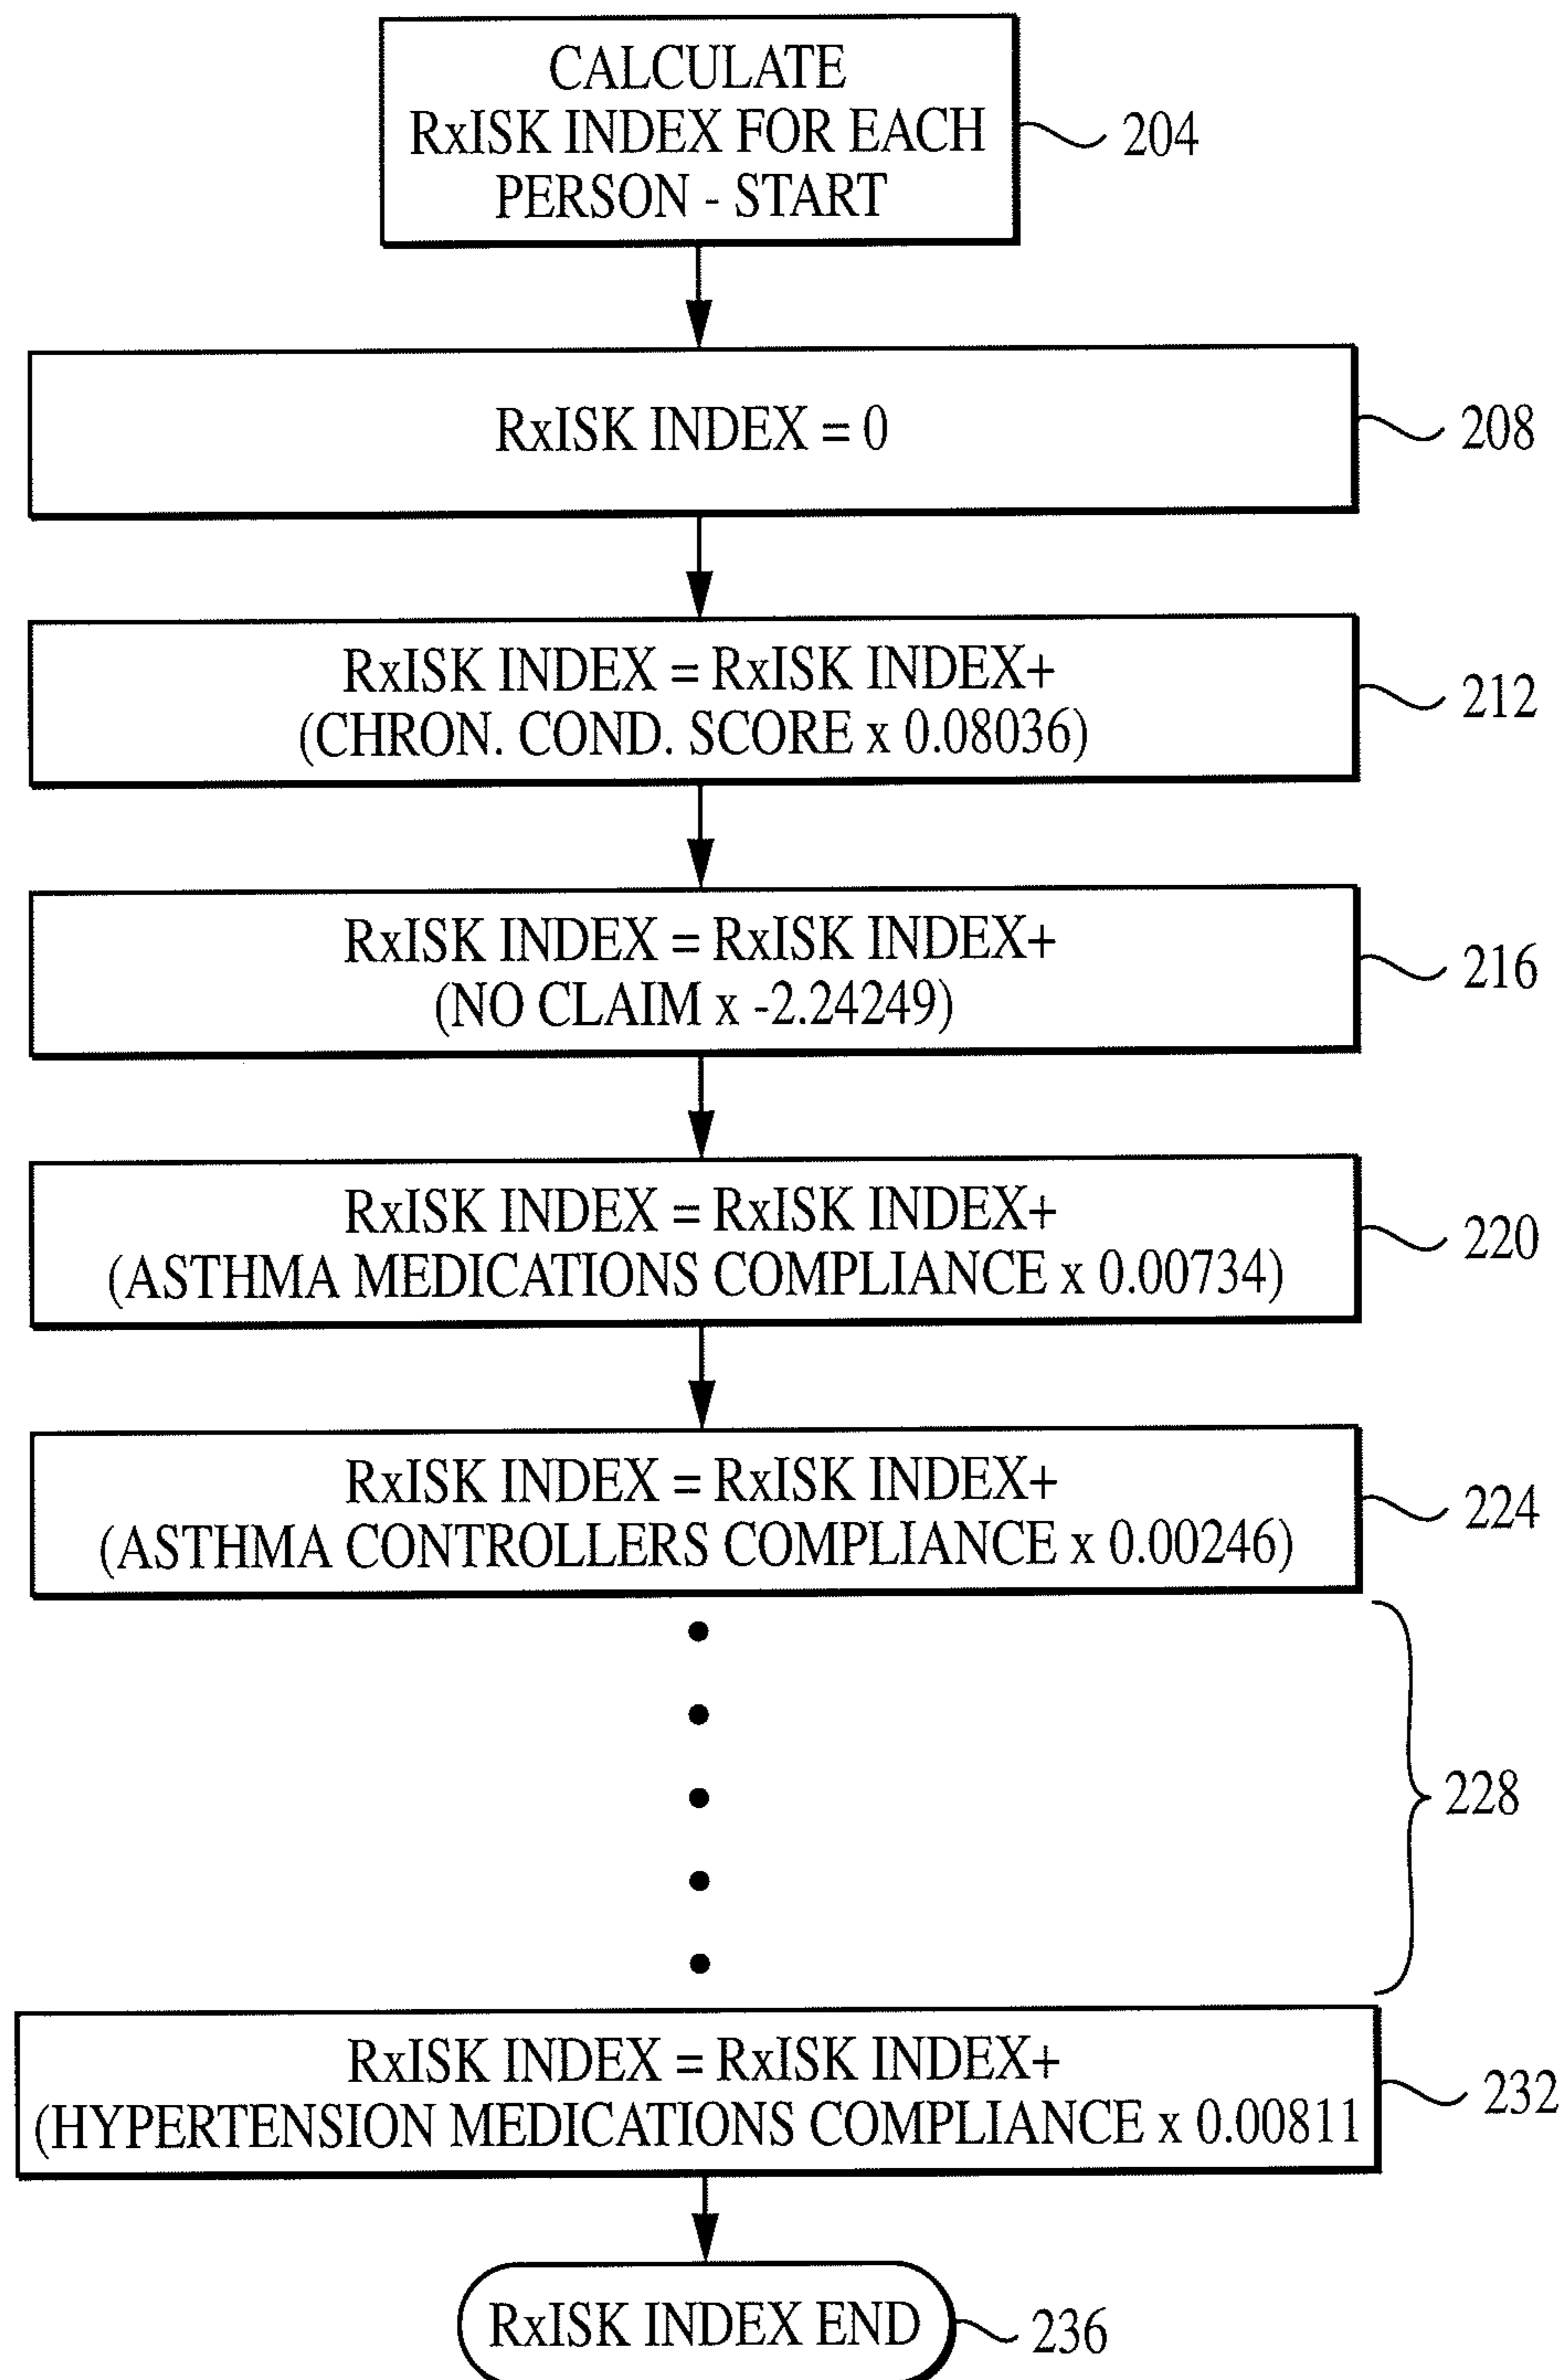 CALCULATE
RxISK INDEX FOR EACH
PERSON - START
204
RxISK INDEX = 0
208
RxISK INDEX = RxISK INDEX+
(CHRON. COND. SCORE x 0.08036)
212
RxISK INDEX = RxISK INDEX+
(NO CLAIM x -2.24249)
216
RxISK INDEX = RxISK INDEX+
(ASTHMA MEDICATIONS COMPLIANCE x 0.00734)
220
RxISK INDEX = RxISK INDEX+
(ASTHMA CONTROLLERS COMPLIANCE x 0.00246)
224
228
RxISK INDEX = RxISK INDEX+
(HYPERTENSION MEDICATIONS COMPLIANCE x 0.00811
232
RxISK INDEX END
236